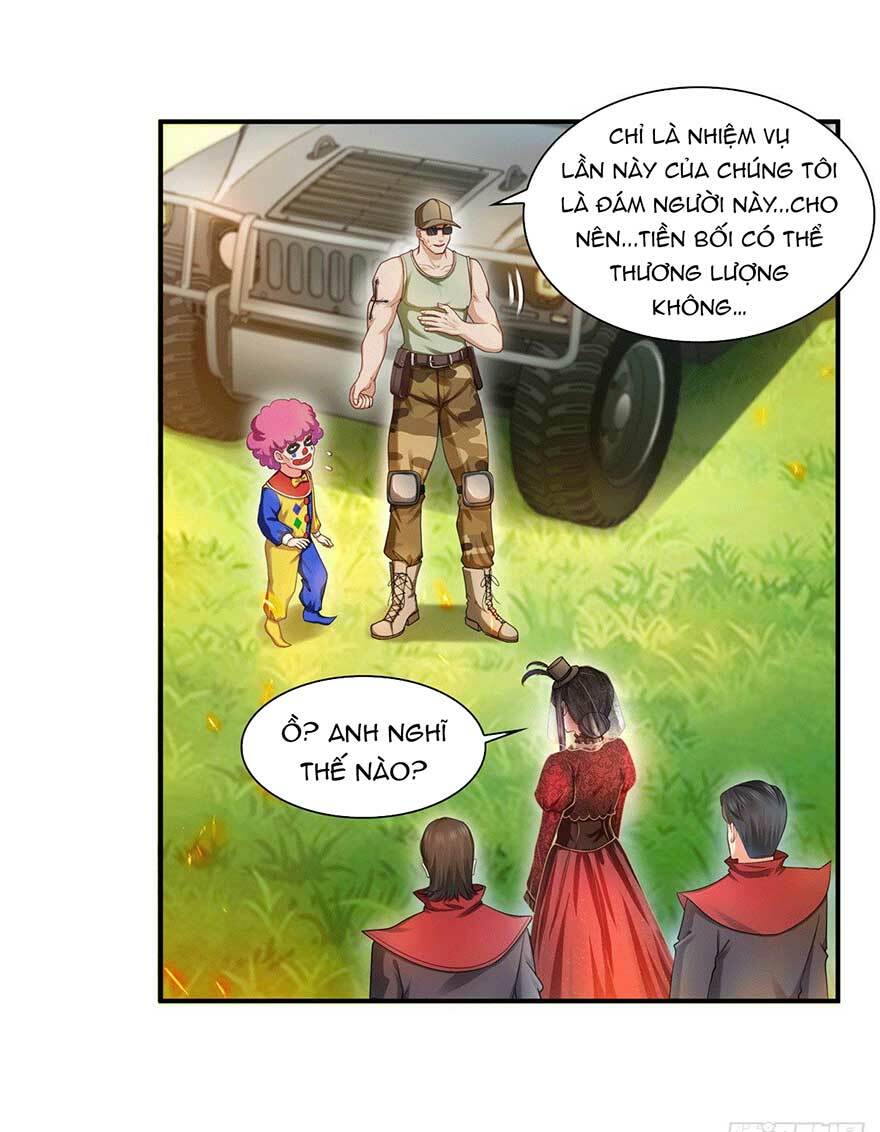 CHỈ LÀ NHIỆM VỤ
LẦN NÀY CỦA CHÚNG TÔI
LÀ ĐÁM NGƯỜI NÀY...CHO
NÊN...TIỀN BỐI CÓ THỂ
THƯƠNG LƯỢNG
KHÔNG...
Ồ? ANH NGHĨ
THẾ NÀO?